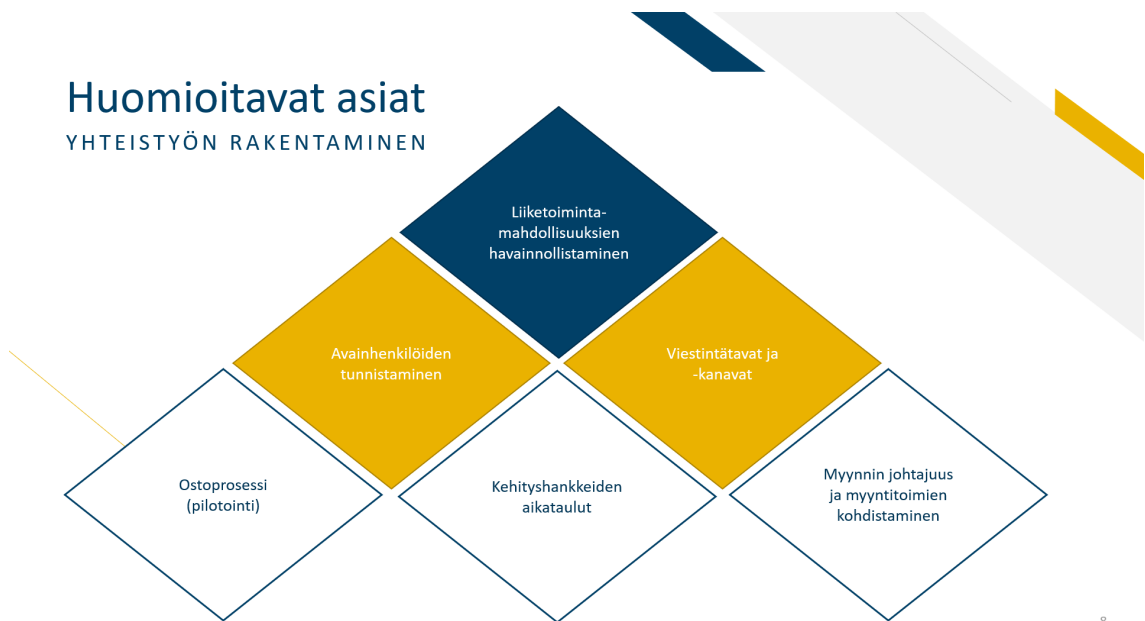 Huomioitavat asiat
YHTEISTYÖN RAKENTAMINEN
Liiketoiminta-
mahdollisuuksien
havainnollistaminen
Avainhenkilöiden
tunnistaminen
Viestintätavat ja
-kanavat
Ostoprosessi
(pilotointi)
Kehityshankkeiden
aikataulut
Myynnin johtajuus
ja myyntitoimien
kohdistaminen